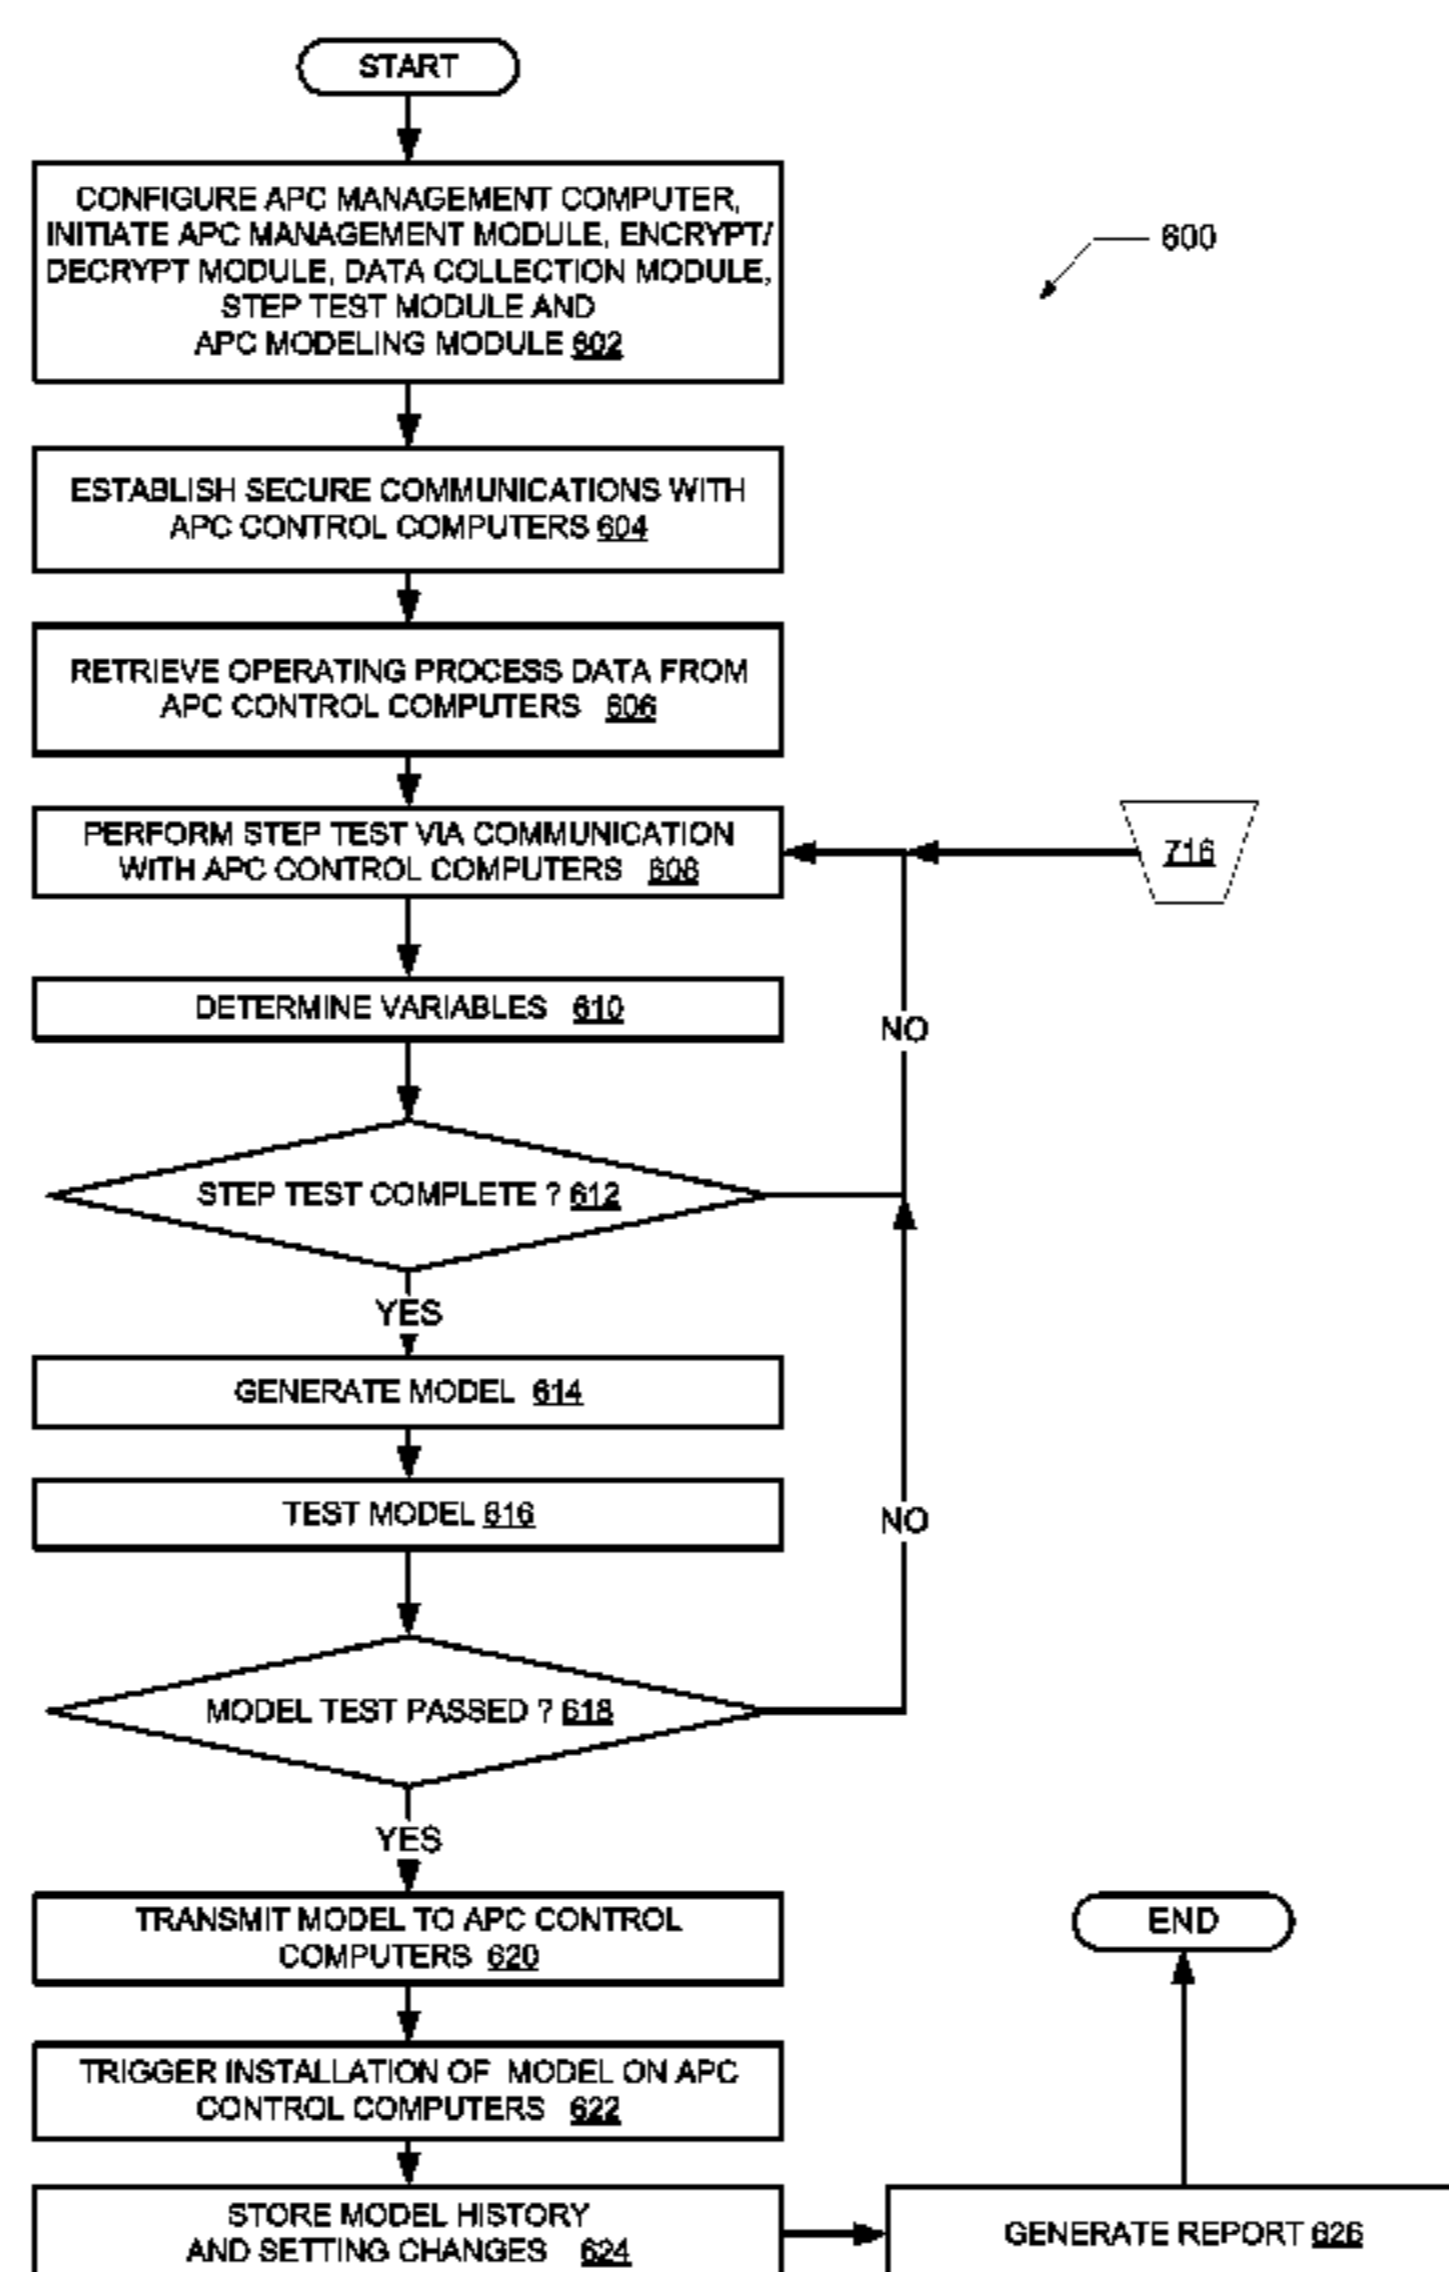 START
CONFIGURE APC MANAGEMENT COMPUTER,
INITIATE APC MANAGEMENT MODULE, ENCRYPT/
DECRYPT MODULE, DATA COLLECTION MODULE,
STEP TEST MODULE AND
APC MODELING MODULE 602
600
ESTABLISH SECURE COMMUNICATIONS WITH
APC CONTROL COMPUTERS 604
RETRIEVE OPERATING PROCESS DATA FROM
APC CONTROL COMPUTERS 606
PERFORM STEP TEST VIA COMMUNICATION
WITH APC CONTROL COMPUTERS 608
716
DETERMINE VARIABLES 610
NO
STEP TEST COMPLETE ? 612
YES
GENERATE MODEL 614
TEST MODEL 616
NO
MODEL TEST PASSED ? 618
YES
TRANSMIT MODEL TO APC CONTROL
COMPUTERS 620
END
TRIGGER INSTALLATION OF MODEL ON APC
CONTROL COMPUTERS 622
STORE MODEL HISTORY
AND SETTING CHANGES 624
GENERATE REPORT 626